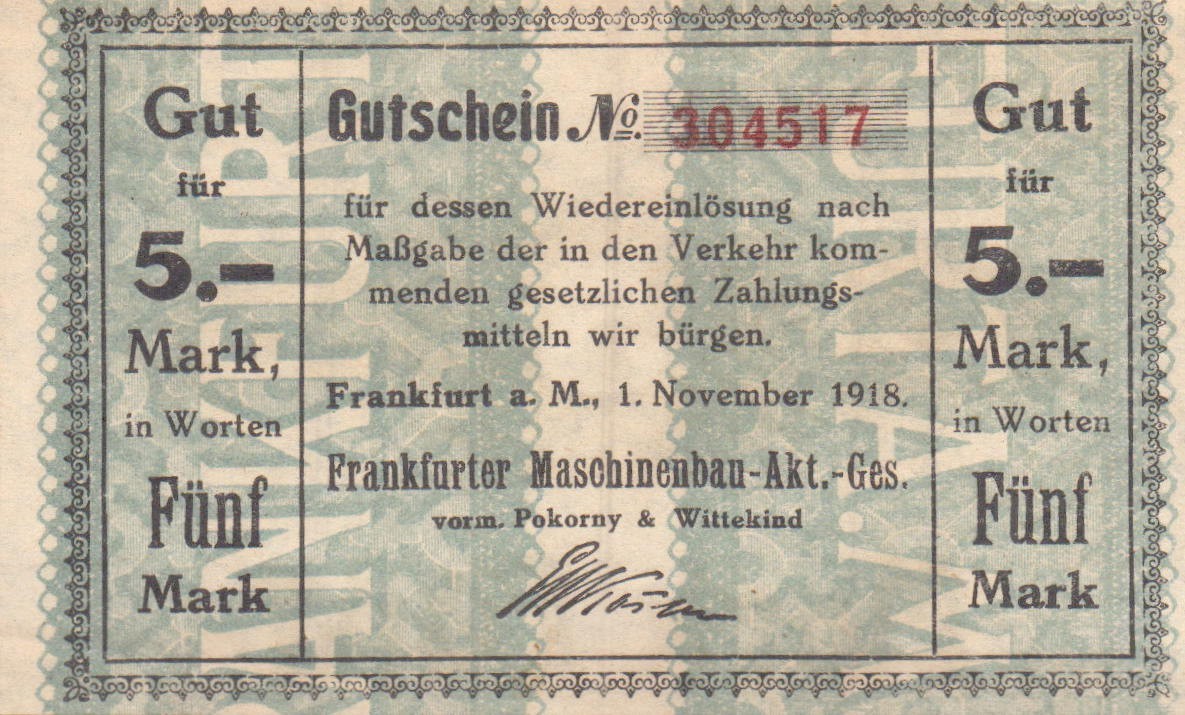 Gut
für
5.–
Mark,
in Worten
Fünf
Mark
Gutschein No. 304517
für dessen Wiedereinlösung nach
Maßgabe der in den Verkehr kom-
menden gesetzlichen Zahlungs-
mitteln wir bürgen.
Frankfurt a. M., 1. November 1918.
Frankfurter Maschinenbau-Akt.-Ges.
vorm. Pokorny & Wittekind
Gut
für
5.–
Mark,
in Worten
Fünf
Mark